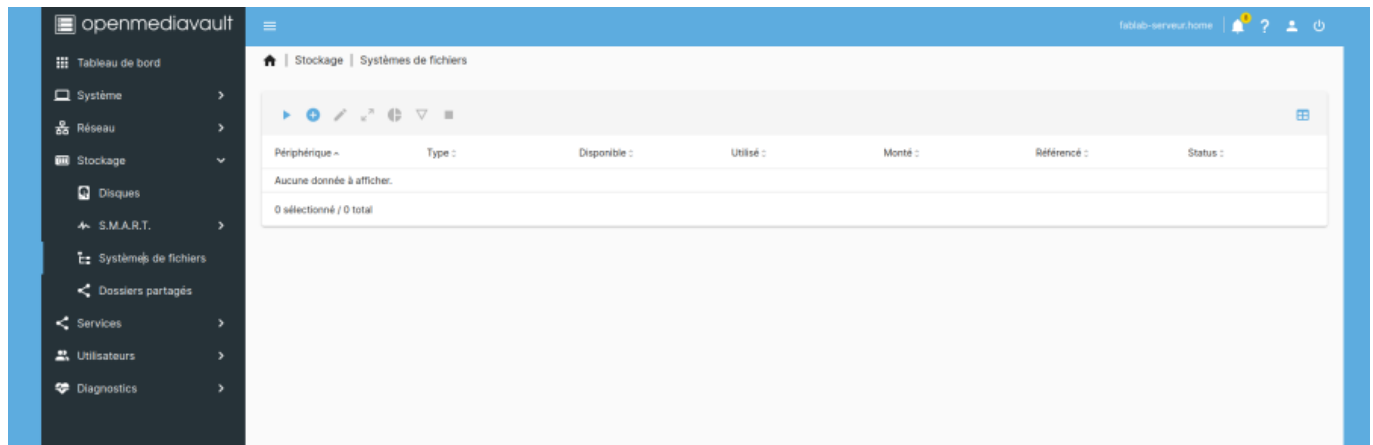 openmediavault
fablab-serveur.home
Tableau de bord
Stockage | Systèmes de fichiers
Système
Réseau
Stockage
Périphérique Type Disponible Utilisé Monté Référencé Status
Aucune donnée à afficher.
Disques
0 sélectionné / 0 total
S.M.A.R.T.
Systèmes de fichiers
Dossiers partagés
Services
Utilisateurs
Diagnostics